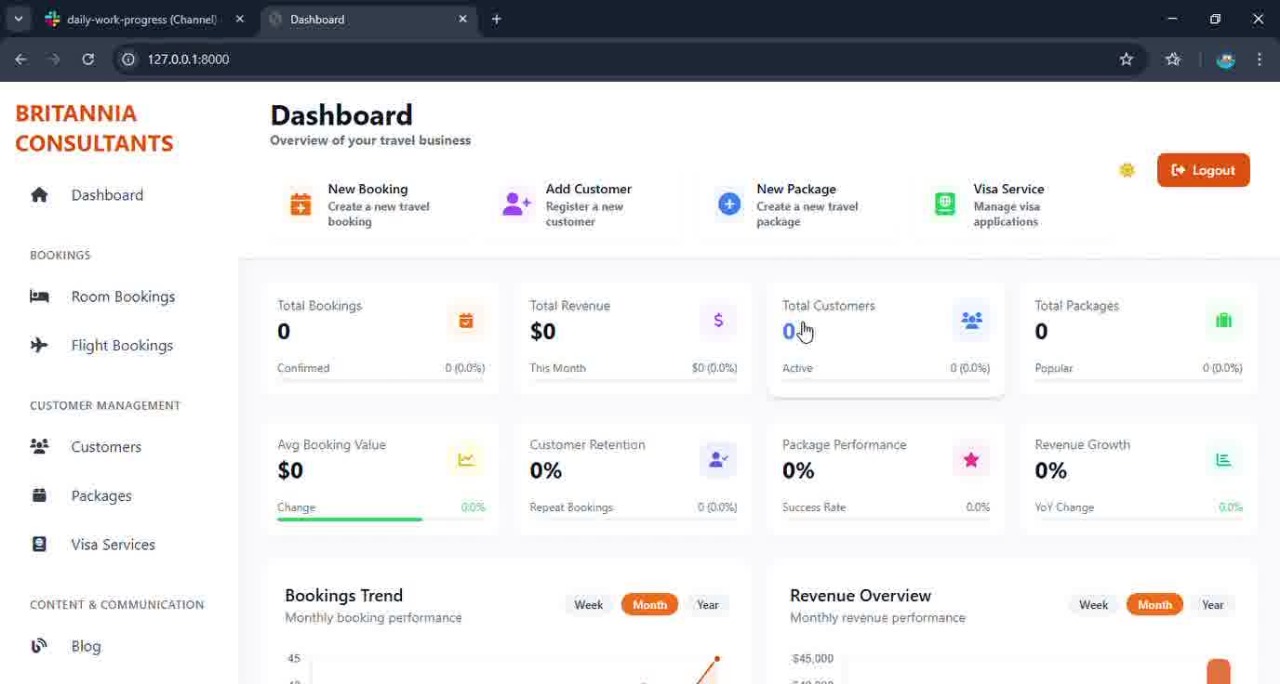 daily-work-progress (Channel)
Dashboard
127.0.0.1:8000
BRITANNIA
CONSULTANTS
Dashboard
BOOKINGS
Room Bookings
Flight Bookings
CUSTOMER MANAGEMENT
Customers
Packages
Visa Services
CONTENT & COMMUNICATION
Blog
Dashboard
Overview of your travel business
New Booking
Create a new travel
booking
Add Customer
Register a new
customer
New Package
Create a new travel
package
Visa Service
Manage visa
applications
Logout
Total Bookings
0
Confirmed 0 (0.0%)
Total Revenue
$0
This Month $0 (0.0%)
Total Customers
0
Active 0 (0.0%)
Total Packages
0
Popular 0 (0.0%)
Avg Booking Value
$0
Change 0.0%
Customer Retention
0%
Repeat Bookings 0 (0.0%)
Package Performance
0%
Success Rate 0.0%
Revenue Growth
0%
YoY Change 0.0%
Bookings Trend
Monthly booking performance
Week Month Year
45
Revenue Overview
Monthly revenue performance
Week Month Year
$45,000